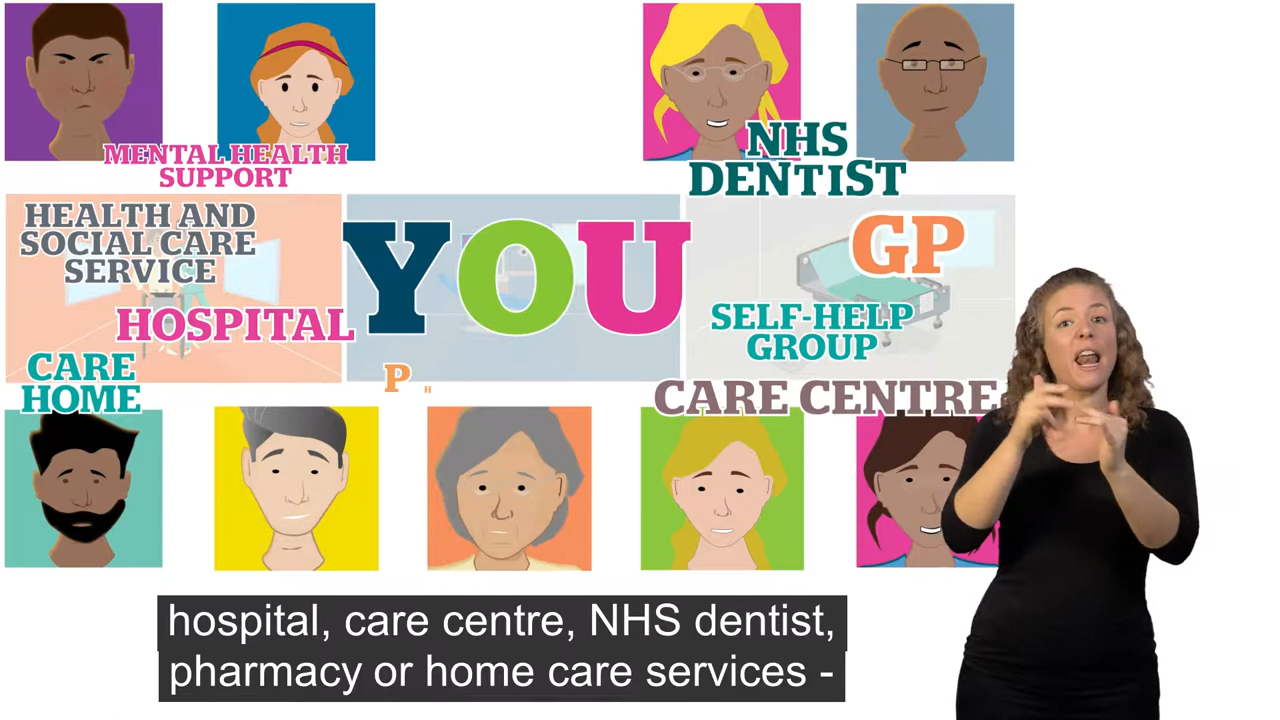 MENTAL HEALTH
SUPPORT
NHS
DENTIST
HEALTH AND
SOCIAL CARE
SERVICE
YOU
GP
HOSPITAL
SELF-HELP
GROUP
CARE
HOME
P H
CARE CENTRE
hospital, care centre, NHS dentist,
pharmacy or home care services -